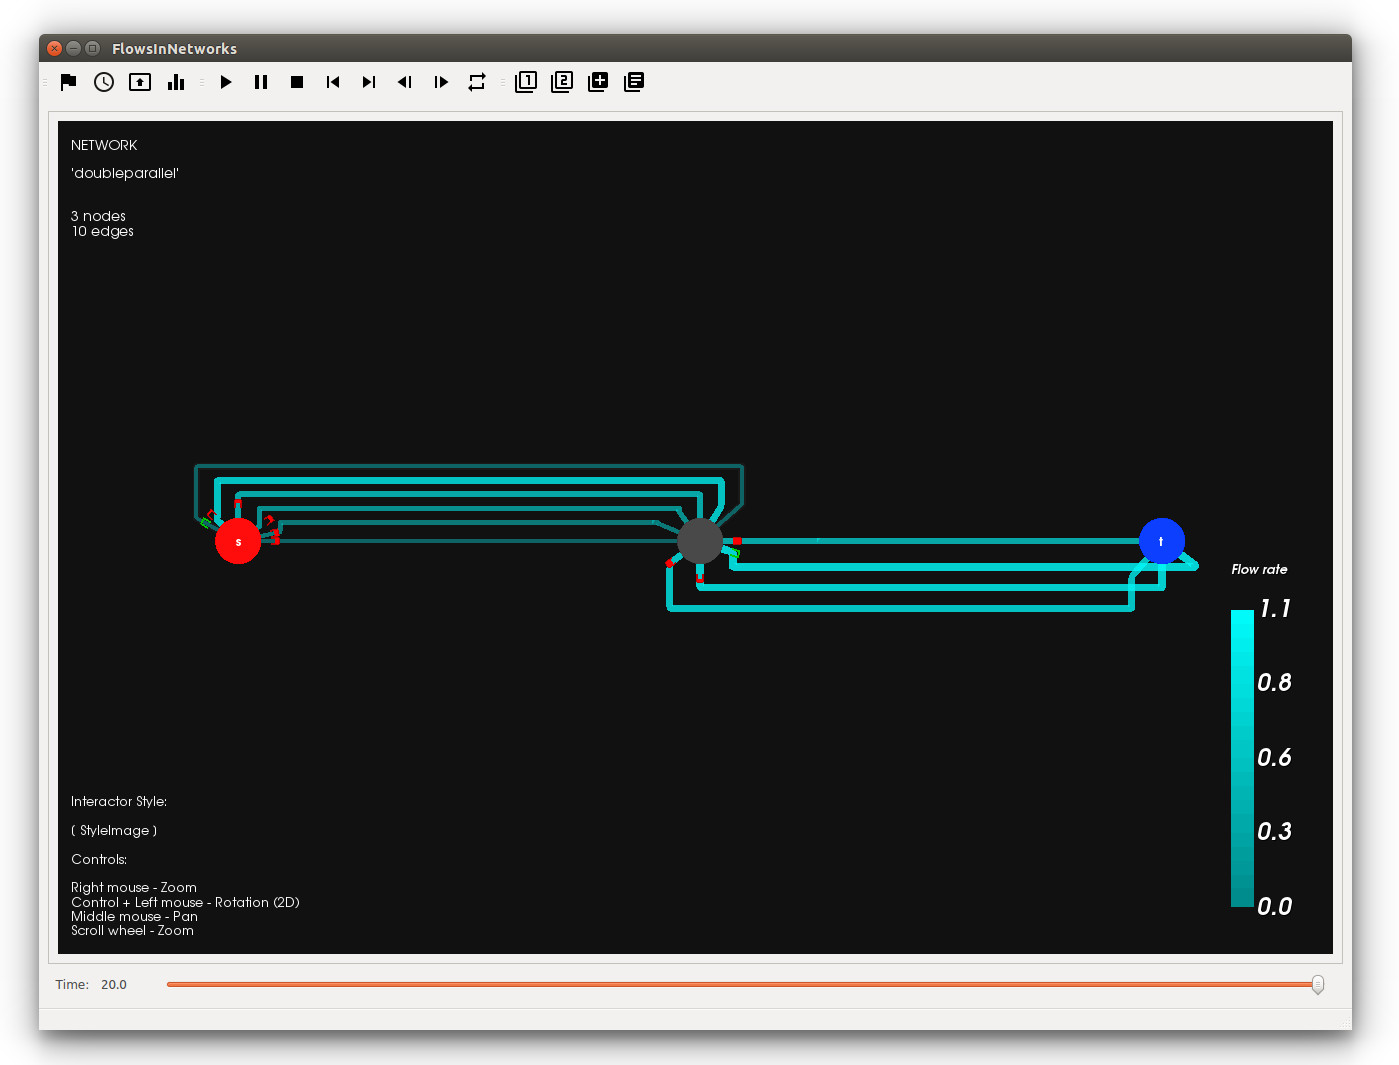 FlowsInNetworks
1
2
NETWORK
'doubleparallel'
3 nodes
10 edges
s
t
Flow rate
1.1
0.8
0.6
0.3
0.0
Interactor Style:
( StyleImage )
Controls:
Right mouse - Zoom
Control + Left mouse - Rotation (2D)
Middle mouse - Pan
Scroll wheel - Zoom
Time: 20.0